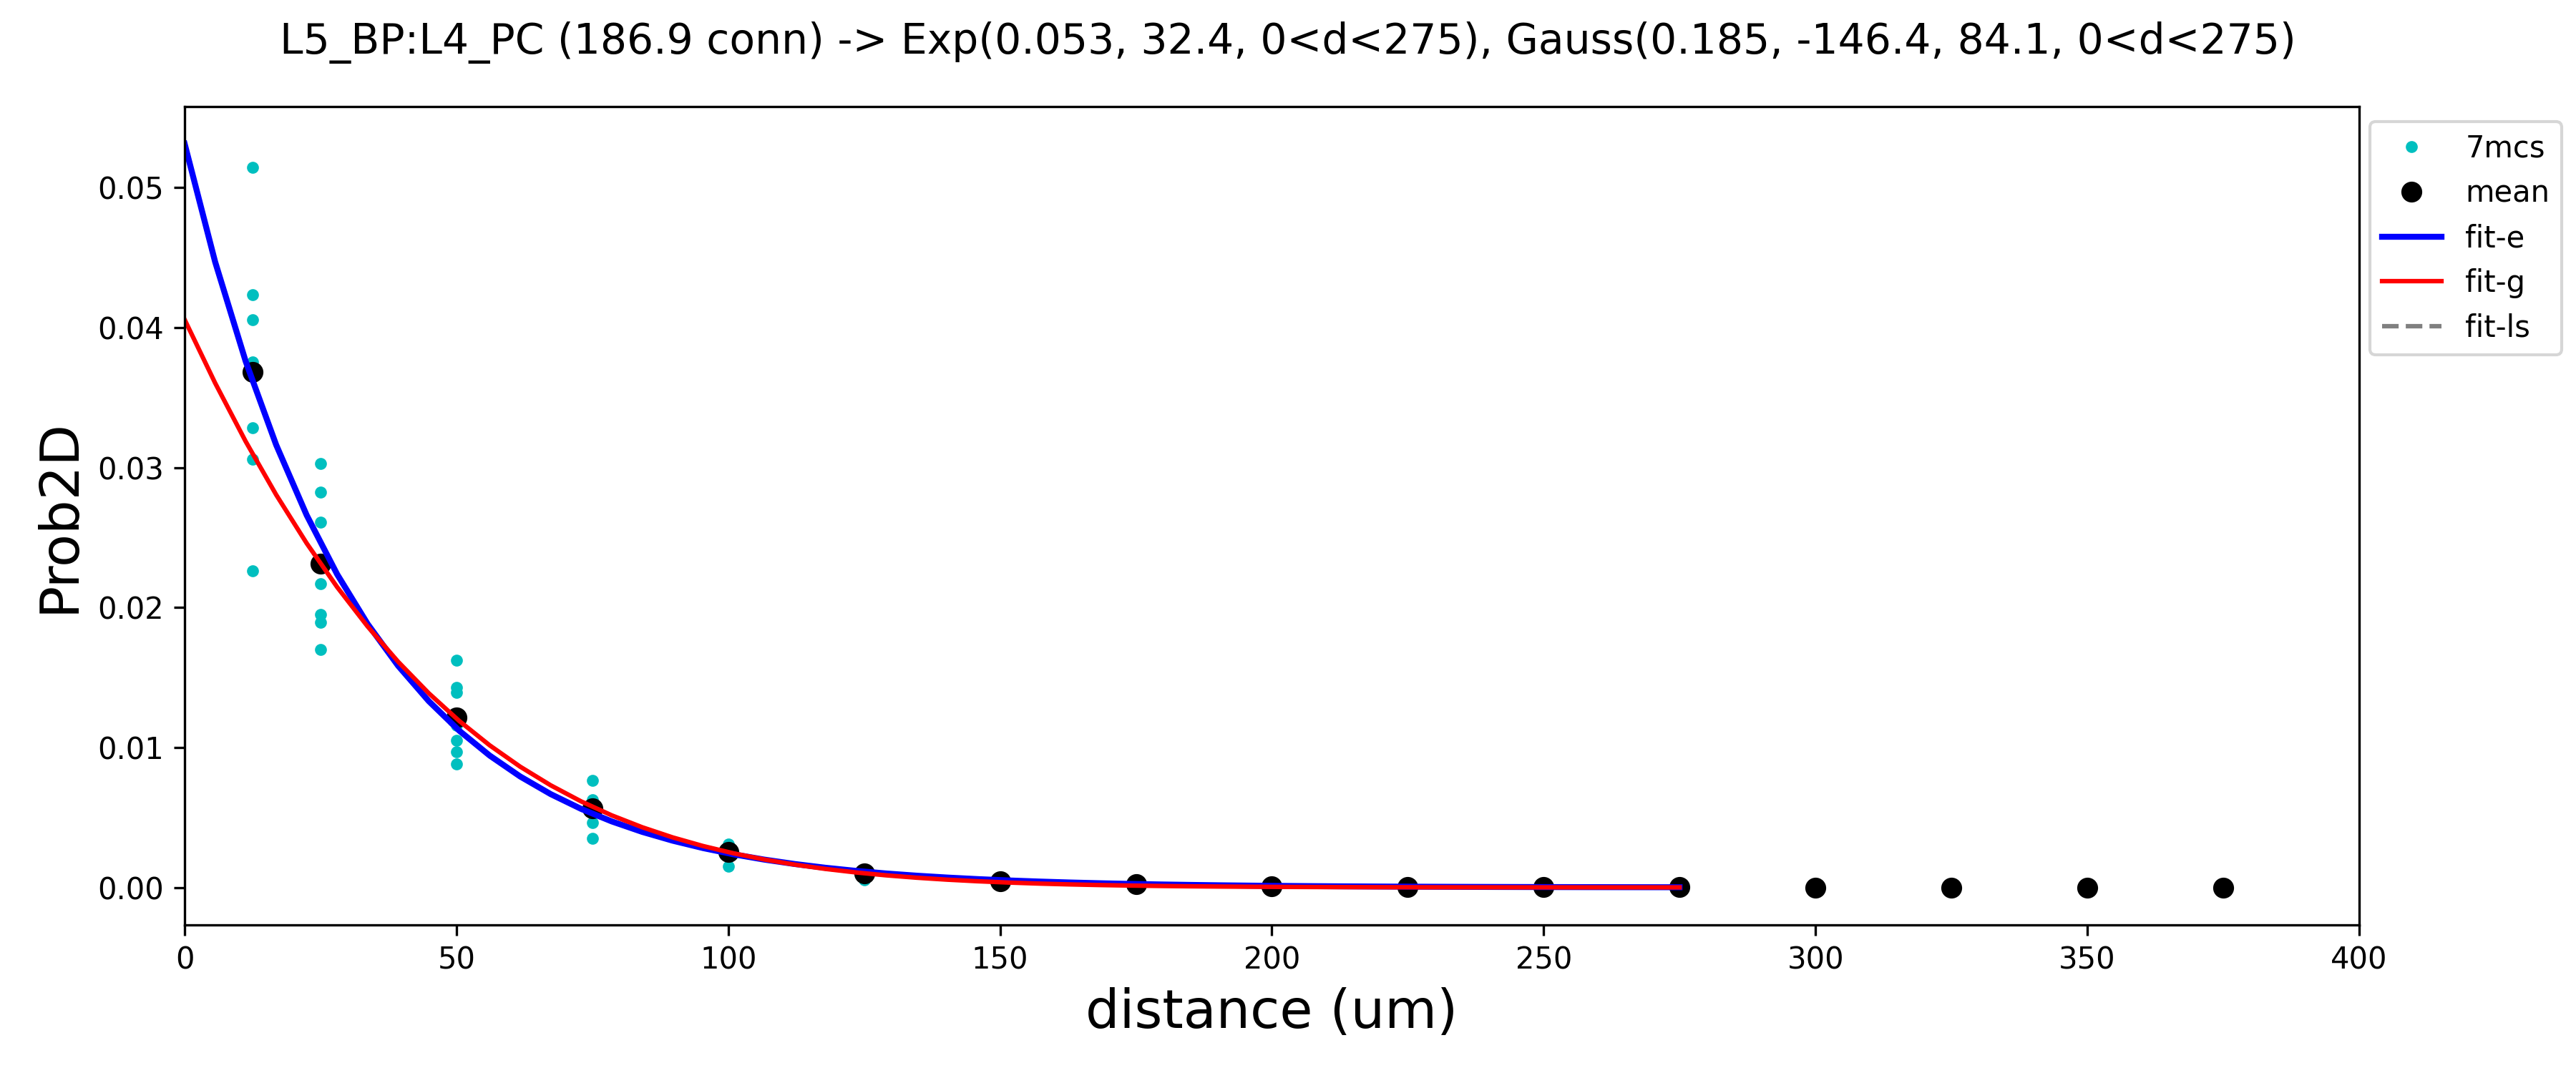 L5_BP:L4_PC (186.9 conn) -> Exp(0.053, 32.4, 0<d<275), Gauss(0.185, -146.4, 84.1, 0<d<275)
7mcs
mean
fit-e
fit-g
fit-ls
Prob2D
0.05
0.04
0.03
0.02
0.01
0.00
0 50 100 150 200 250 300 350 400
distance (um)